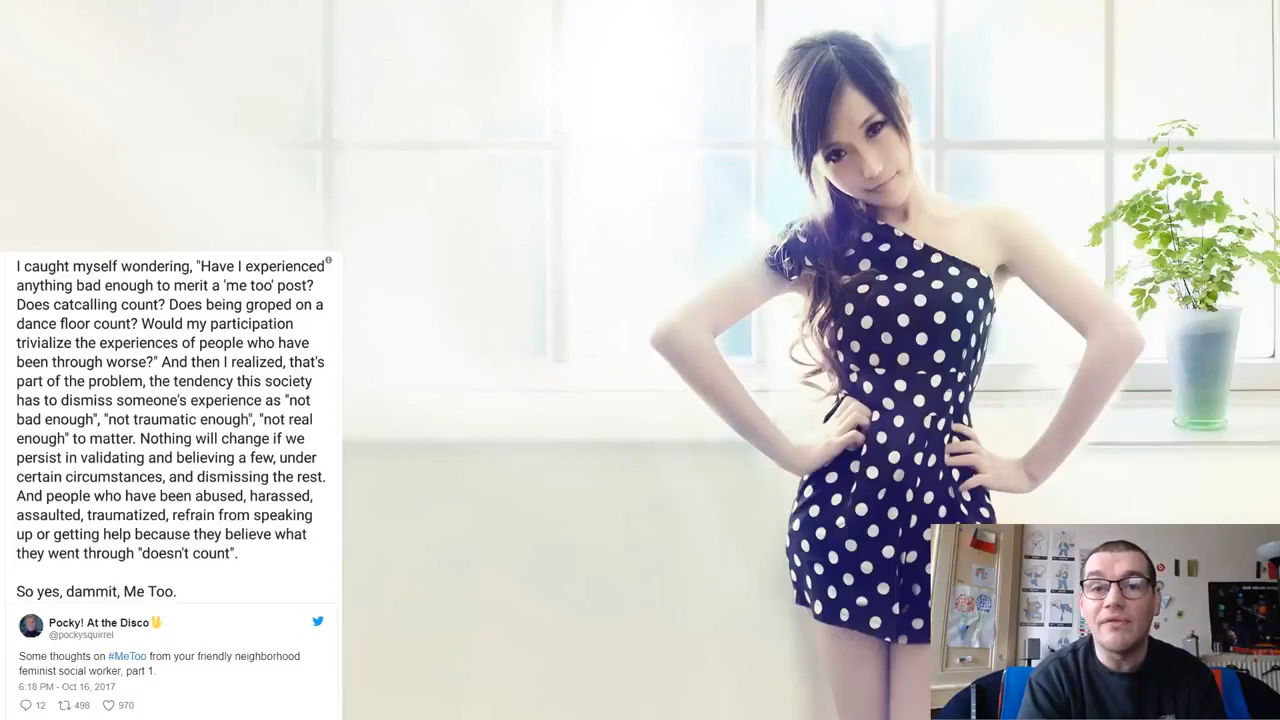 I caught myself wondering, "Have I experienced
anything bad enough to merit a 'me too' post?
Does catcalling count? Does being groped on a
dance floor count? Would my participation
trivialize the experiences of people who have
been through worse?" And then I realized, that's
part of the problem, the tendency this society
has to dismiss someone's experience as "not
bad enough", "not traumatic enough", "not real
enough" to matter. Nothing will change if we
persist in validating and believing a few, under
certain circumstances, and dismissing the rest.
And people who have been abused, harassed,
assaulted, traumatized, refrain from speaking
up or getting help because they believe what
they went through "doesn't count".
So yes, dammit, Me Too.
Pocky! At the Disco🖖
@pockysquirrel
Some thoughts on #MeToo from your friendly neighborhood
feminist social worker, part 1.
6:18 PM - Oct 16, 2017
12 498 970